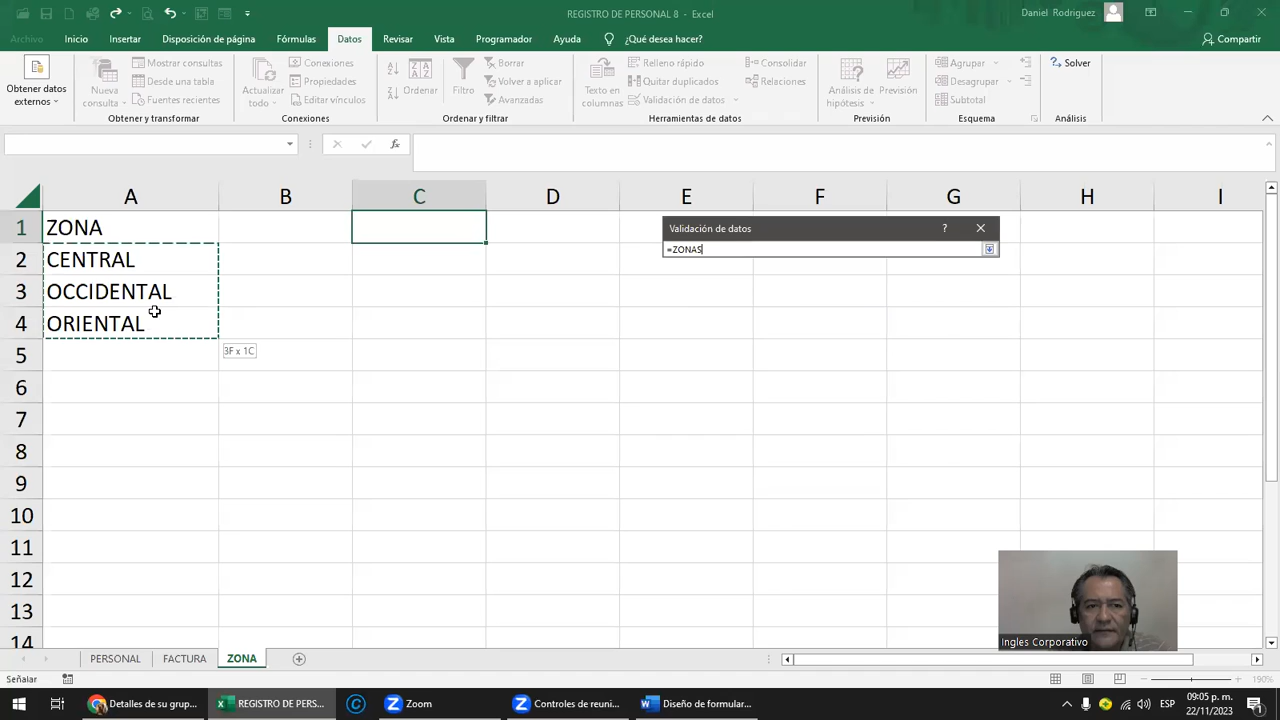 REGISTRO DE PERSONAL 8 - Excel
Daniel Rodriguez
Archivo Inicio Insertar Disposición de página Fórmulas Datos Revisar Vista Programador Ayuda ¿Qué desea hacer? Compartir
Obtener datos externos
Nueva consulta
Mostrar consultas
Desde una tabla
Fuentes recientes
Obtener y transformar
Actualizar todo
Conexiones
Propiedades
Editar vínculos
Conexiones
Ordenar
Filtro
Borrar
Volver a aplicar
Avanzadas
Ordenar y filtrar
Texto en columnas
Relleno rápido
Quitar duplicados
Validación de datos
Consolidar
Relaciones
Herramientas de datos
Análisis de hipótesis
Previsión
Previsión
Agrupar
Desagrupar
Subtotal
Esquema
Solver
Análisis
fx
A B C D E F G H I
1 ZONA
Validación de datos ?
=ZONAS
2 CENTRAL
3 OCCIDENTAL
4 ORIENTAL
3F x 1C
5
6
7
8
9
10
11
12
13
14
Ingles Corporativo
PERSONAL FACTURA ZONA
Señalar
190%
Detalles de su grup...
REGISTRO DE PERS...
Zoom
Controles de reuni...
Diseño de formular...
ESP
09:05 p. m.
22/11/2023